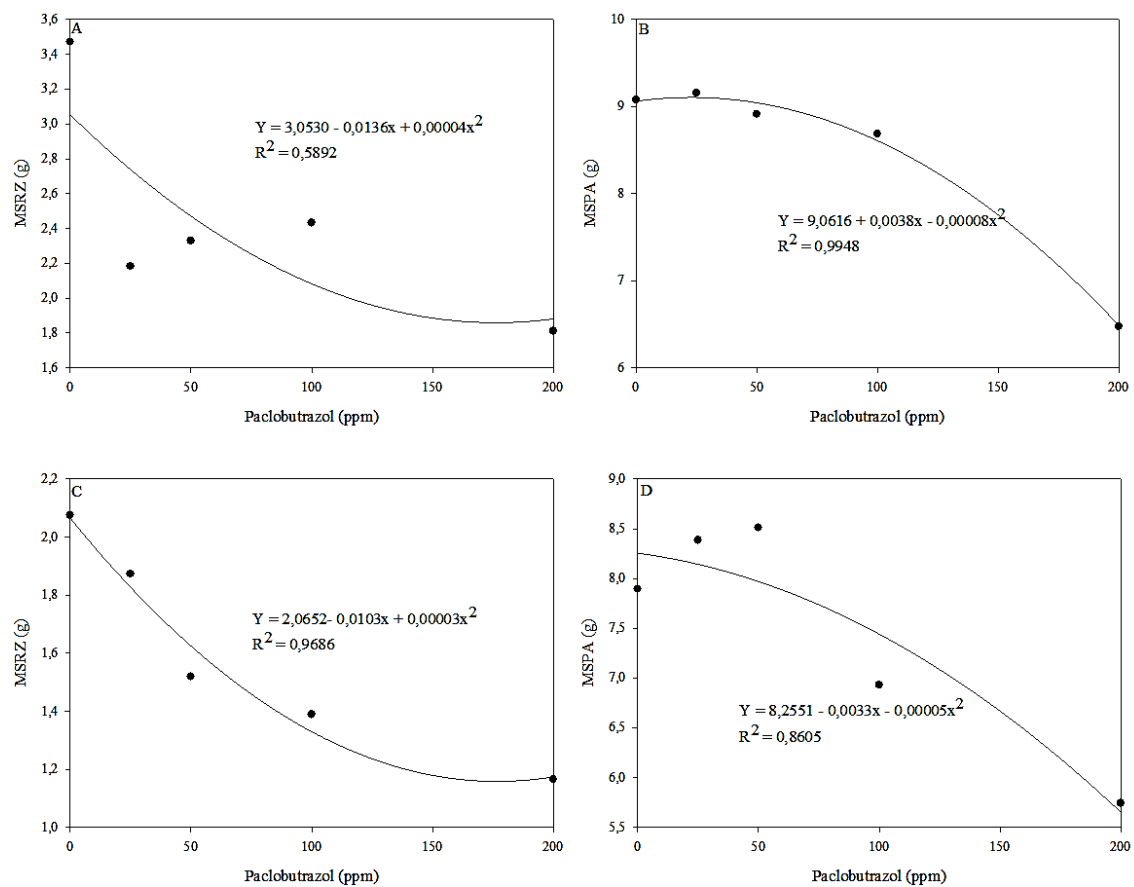 A
3,6
3,4
3,2
3,0
2,8
2,6
2,4
2,2
2,0
1,8
1,6
MSRZ (g)
Y = 3,0530 - 0,0136x + 0,00004x²
R² = 0,5892
0 50 100 150 200
Paclobutrazol (ppm)
B
10
9
8
7
6
MSPA (g)
Y = 9,0616 + 0,0038x - 0,00008x²
R² = 0,9948
0 50 100 150 200
Paclobutrazol (ppm)
C
2,2
2,0
1,8
1,6
1,4
1,2
1,0
MSRZ (g)
Y = 2,0652- 0,0103x + 0,00003x²
R² = 0,9686
0 50 100 150 200
Paclobutrazol (ppm)
D
9,0
8,5
8,0
7,5
7,0
6,5
6,0
5,5
MSPA (g)
Y = 8,2551 - 0,0033x - 0,00005x²
R² = 0,8605
0 50 100 150 200
Paclobutrazol (ppm)